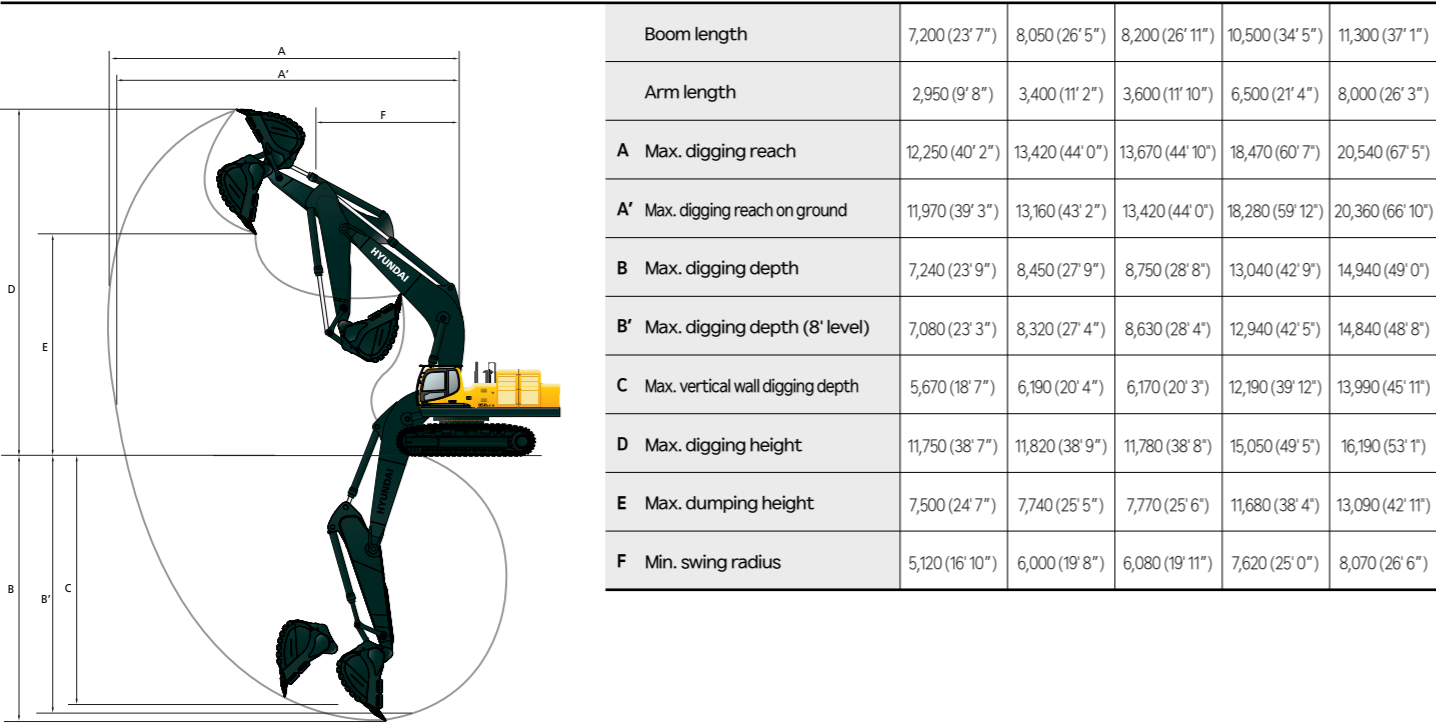 A
A'
F
D
E
HYUNDAI
HYUNDAI
B
B'
C
Boom length 7,200 (23' 7") 8,050 (26' 5") 8,200 (26' 11") 10,500 (34' 5") 11,300 (37' 1")
Arm length 2,950 (9' 8") 3,400 (11' 2") 3,600 (11' 10") 6,500 (21' 4") 8,000 (26' 3")
A Max. digging reach 12,250 (40' 2") 13,420 (44' 0") 13,670 (44' 10") 18,470 (60' 7") 20,540 (67' 5")
A' Max. digging reach on ground 11,970 (39' 3") 13,160 (43' 2") 13,420 (44' 0") 18,280 (59' 12") 20,360 (66' 10")
B Max. digging depth 7,240 (23' 9") 8,450 (27' 9") 8,750 (28' 8") 13,040 (42' 9") 14,940 (49' 0")
B' Max. digging depth (8' level) 7,080 (23' 3") 8,320 (27' 4") 8,630 (28' 4") 12,940 (42' 5") 14,840 (48' 8")
C Max. vertical wall digging depth 5,670 (18' 7") 6,190 (20' 4") 6,170 (20' 3") 12,190 (39' 12") 13,990 (45' 11")
D Max. digging height 11,750 (38' 7") 11,820 (38' 9") 11,780 (38' 8") 15,050 (49' 5") 16,190 (53' 1")
E Max. dumping height 7,500 (24' 7") 7,740 (25' 5") 7,770 (25' 6") 11,680 (38' 4") 13,090 (42' 11")
F Min. swing radius 5,120 (16' 10") 6,000 (19' 8") 6,080 (19' 11") 7,620 (25' 0") 8,070 (26' 6")